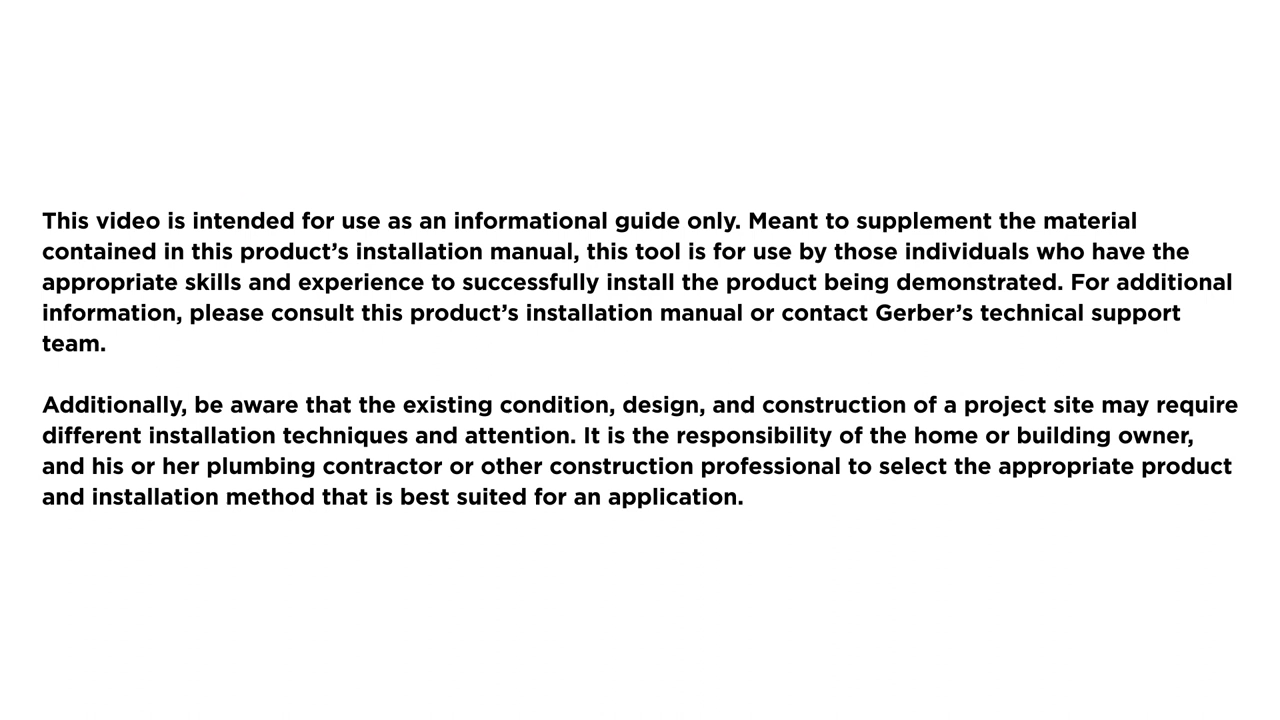 This video is intended for use as an informational guide only. Meant to supplement the material
contained in this product’s installation manual, this tool is for use by those individuals who have the
appropriate skills and experience to successfully install the product being demonstrated. For additional
information, please consult this product’s installation manual or contact Gerber’s technical support
team.
Additionally, be aware that the existing condition, design, and construction of a project site may require
different installation techniques and attention. It is the responsibility of the home or building owner,
and his or her plumbing contractor or other construction professional to select the appropriate product
and installation method that is best suited for an application.